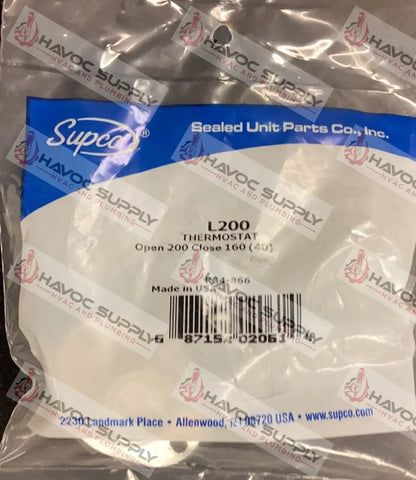 HAVOC SUPPLY
HVAC AND PLUMBING
Supco®
Sealed Unit Parts Co., Inc.
L200
THERMOSTAT
Open 200 Close 160 (40)
Made in USA
2230 Landmark Place • Allenwood, NJ 08720 USA • www.supco.com